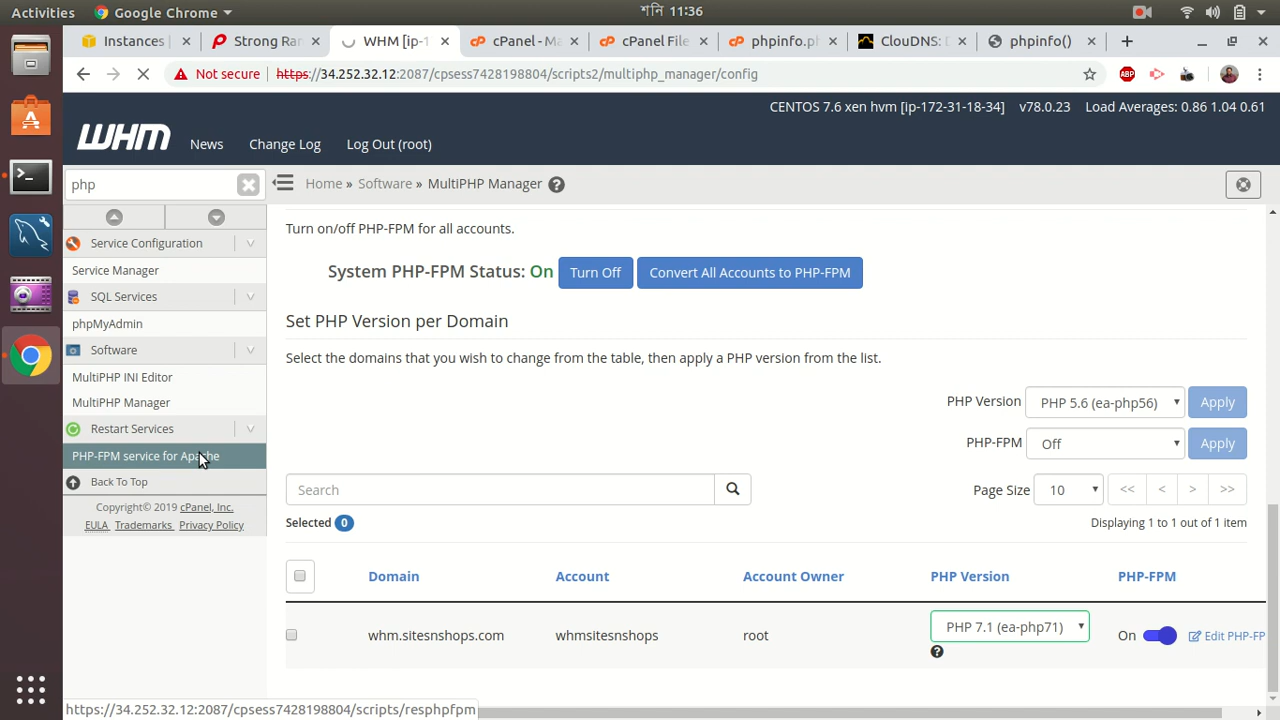 Activities
Google Chrome
শনি 11:36
Instances
Strong Ra
WHM [ip-1
cPanel - M
cPanel File
phpinfo.p
ClouDNS: D
phpinfo()
Not secure
https://34.252.32.12:2087/cpsess7428198804/scripts2/multiphp_manager/config
ABP
CENTOS 7.6 xen hvm [ip-172-31-18-34] v78.0.23 Load Averages: 0.86 1.04 0.61
WHM
News
Change Log
Log Out (root)
php
Home » Software » MultiPHP Manager
Service Configuration
Service Manager
SQL Services
phpMyAdmin
Software
MultiPHP INI Editor
MultiPHP Manager
Restart Services
PHP-FPM service for Apache
Back To Top
Copyright© 2019 cPanel, Inc.
EULA Trademarks Privacy Policy
Turn on/off PHP-FPM for all accounts.
System PHP-FPM Status: On
Turn Off
Convert All Accounts to PHP-FPM
Set PHP Version per Domain
Select the domains that you wish to change from the table, then apply a PHP version from the list.
PHP Version
PHP 5.6 (ea-php56)
Apply
PHP-FPM
Off
Apply
Search
Page Size
10
<<
<
>
>>
Selected 0
Displaying 1 to 1 out of 1 item
Domain
Account
Account Owner
PHP Version
PHP-FPM
whm.sitesnshops.com
whmsitesnshops
root
PHP 7.1 (ea-php71)
On
Edit PHP-FP
https://34.252.32.12:2087/cpsess7428198804/scripts/resphpfpm